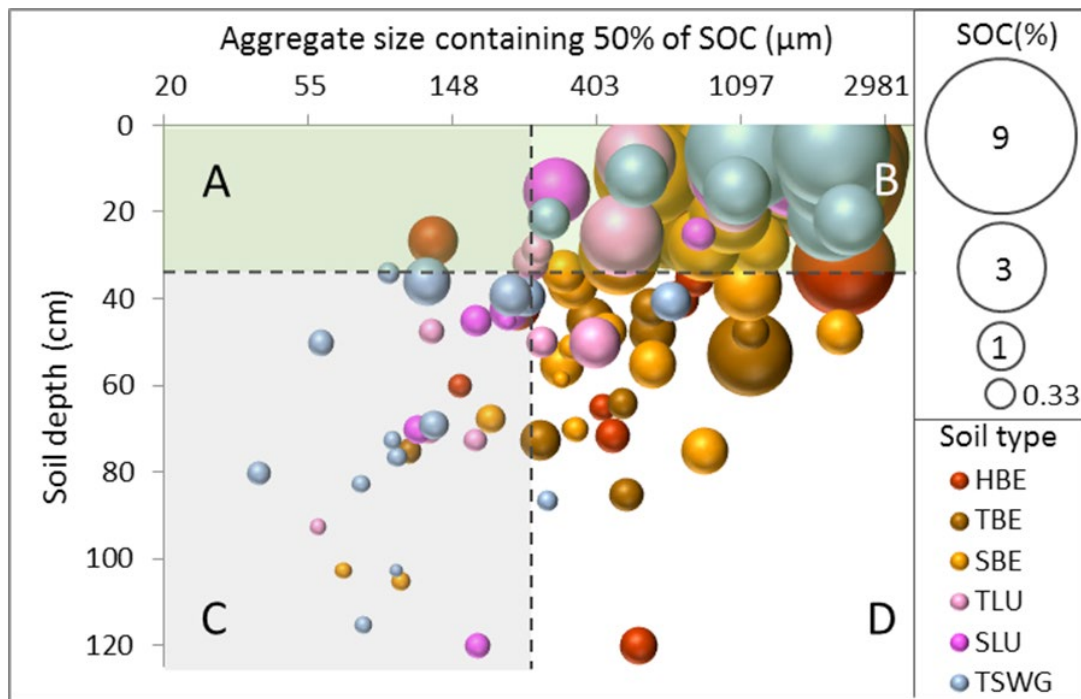 Aggregate size containing 50% of SOC (µm)
20 55 148 403 1097 2981
Soil depth (cm)
0
20
40
60
80
100
120
A
B
C
D
SOC(%)
9
3
1
0.33
Soil type
HBE
TBE
SBE
TLU
SLU
TSWG